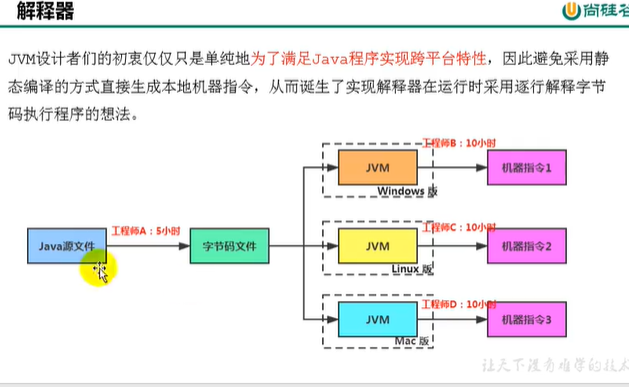 解释器
尚硅谷
JVM设计者们的初衷仅仅只是单纯地为了满足Java程序实现跨平台特性，因此避免采用静
态编译的方式直接生成本地机器指令，从而诞生了实现解释器在运行时采用逐行解释字节
码执行程序的想法。
工程师B：10小时
JVM
机器指令1
Windows 版
工程师A：5小时
工程师C：10小时
Java源文件
字节码文件
JVM
机器指令2
Linux 版
工程师D：10小时
JVM
机器指令3
Mac 版
让天下没有难学的技术